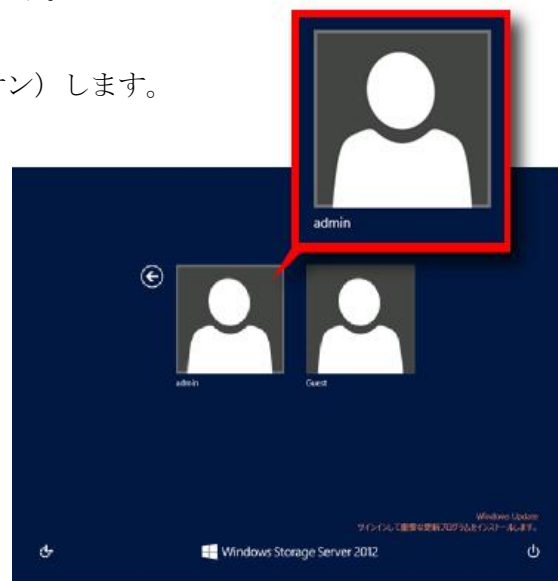 オン）します。
admin
admin
Guest
Windows Update
サインインして重要な更新プログラムをインストールします。
Windows Storage Server 2012